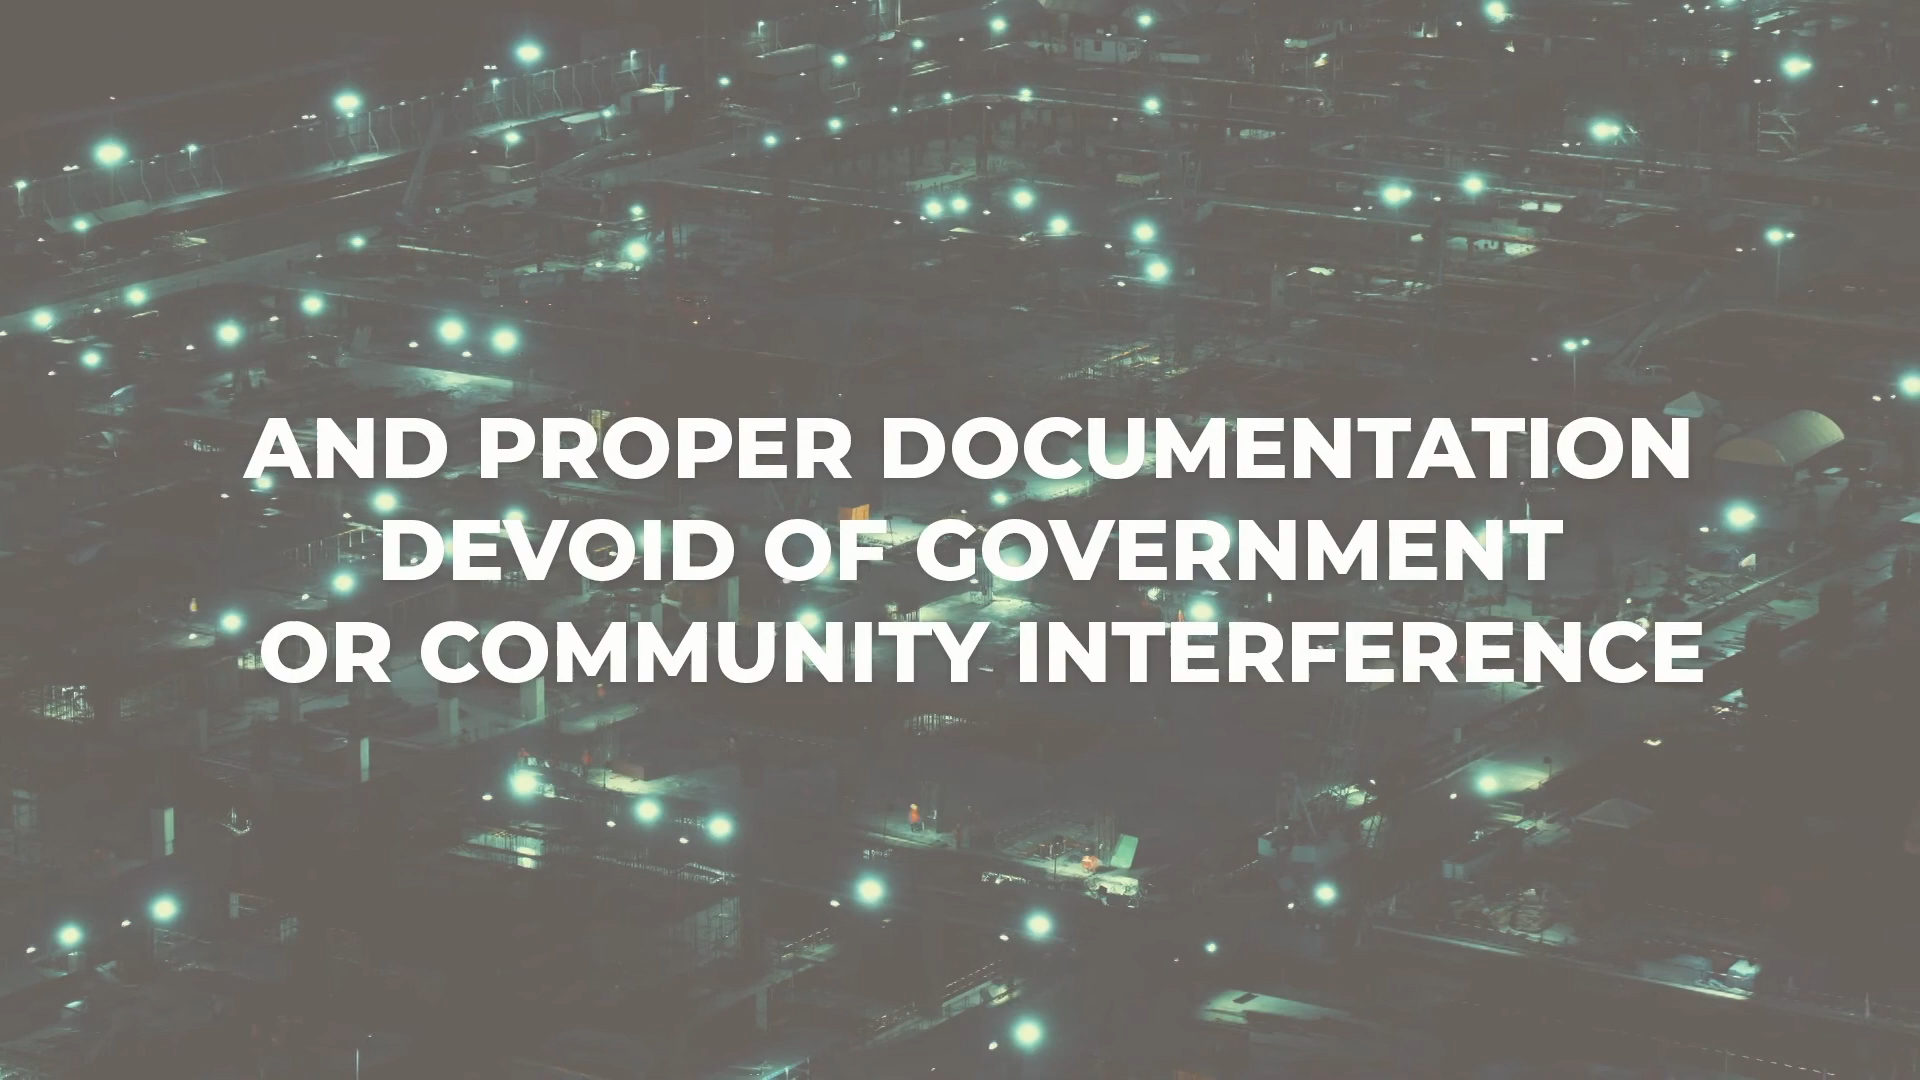 AND PROPER DOCUMENTATION
DEVOID OF GOVERNMENT
OR COMMUNITY INTERFERENCE